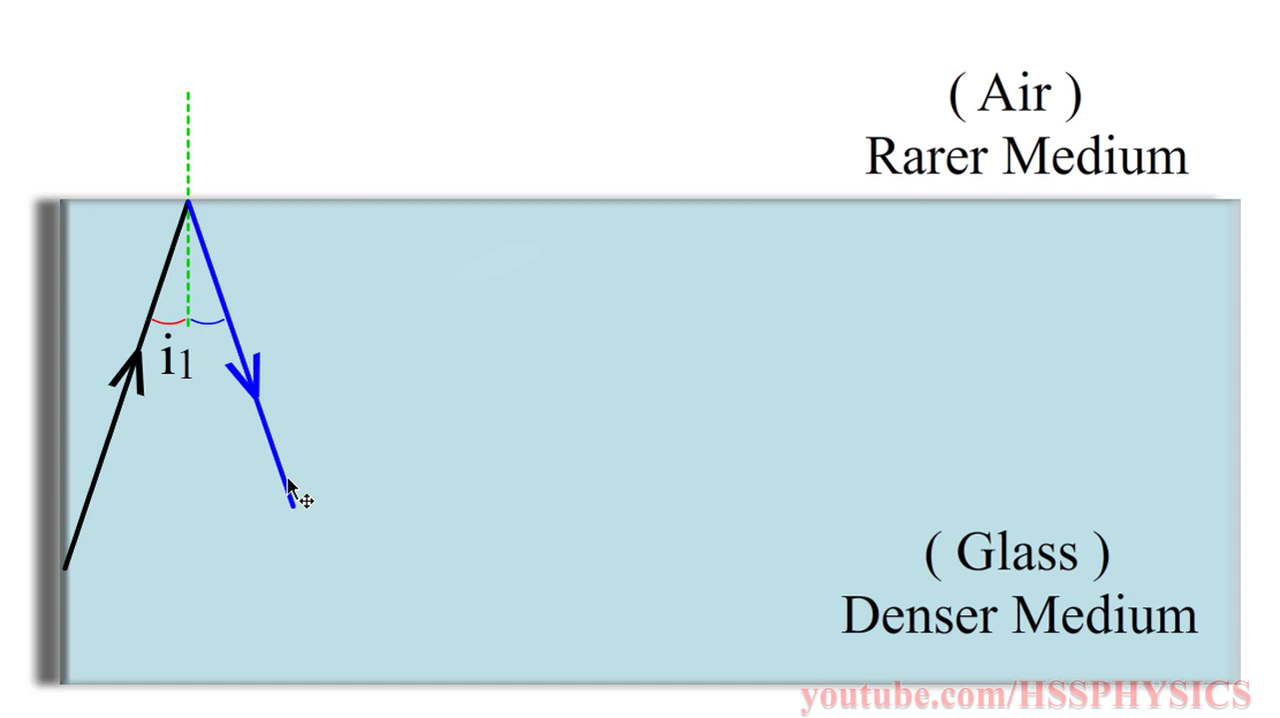 ( Air )
Rarer Medium
i1
( Glass )
Denser Medium
youtube.com/HSSPHYSICS